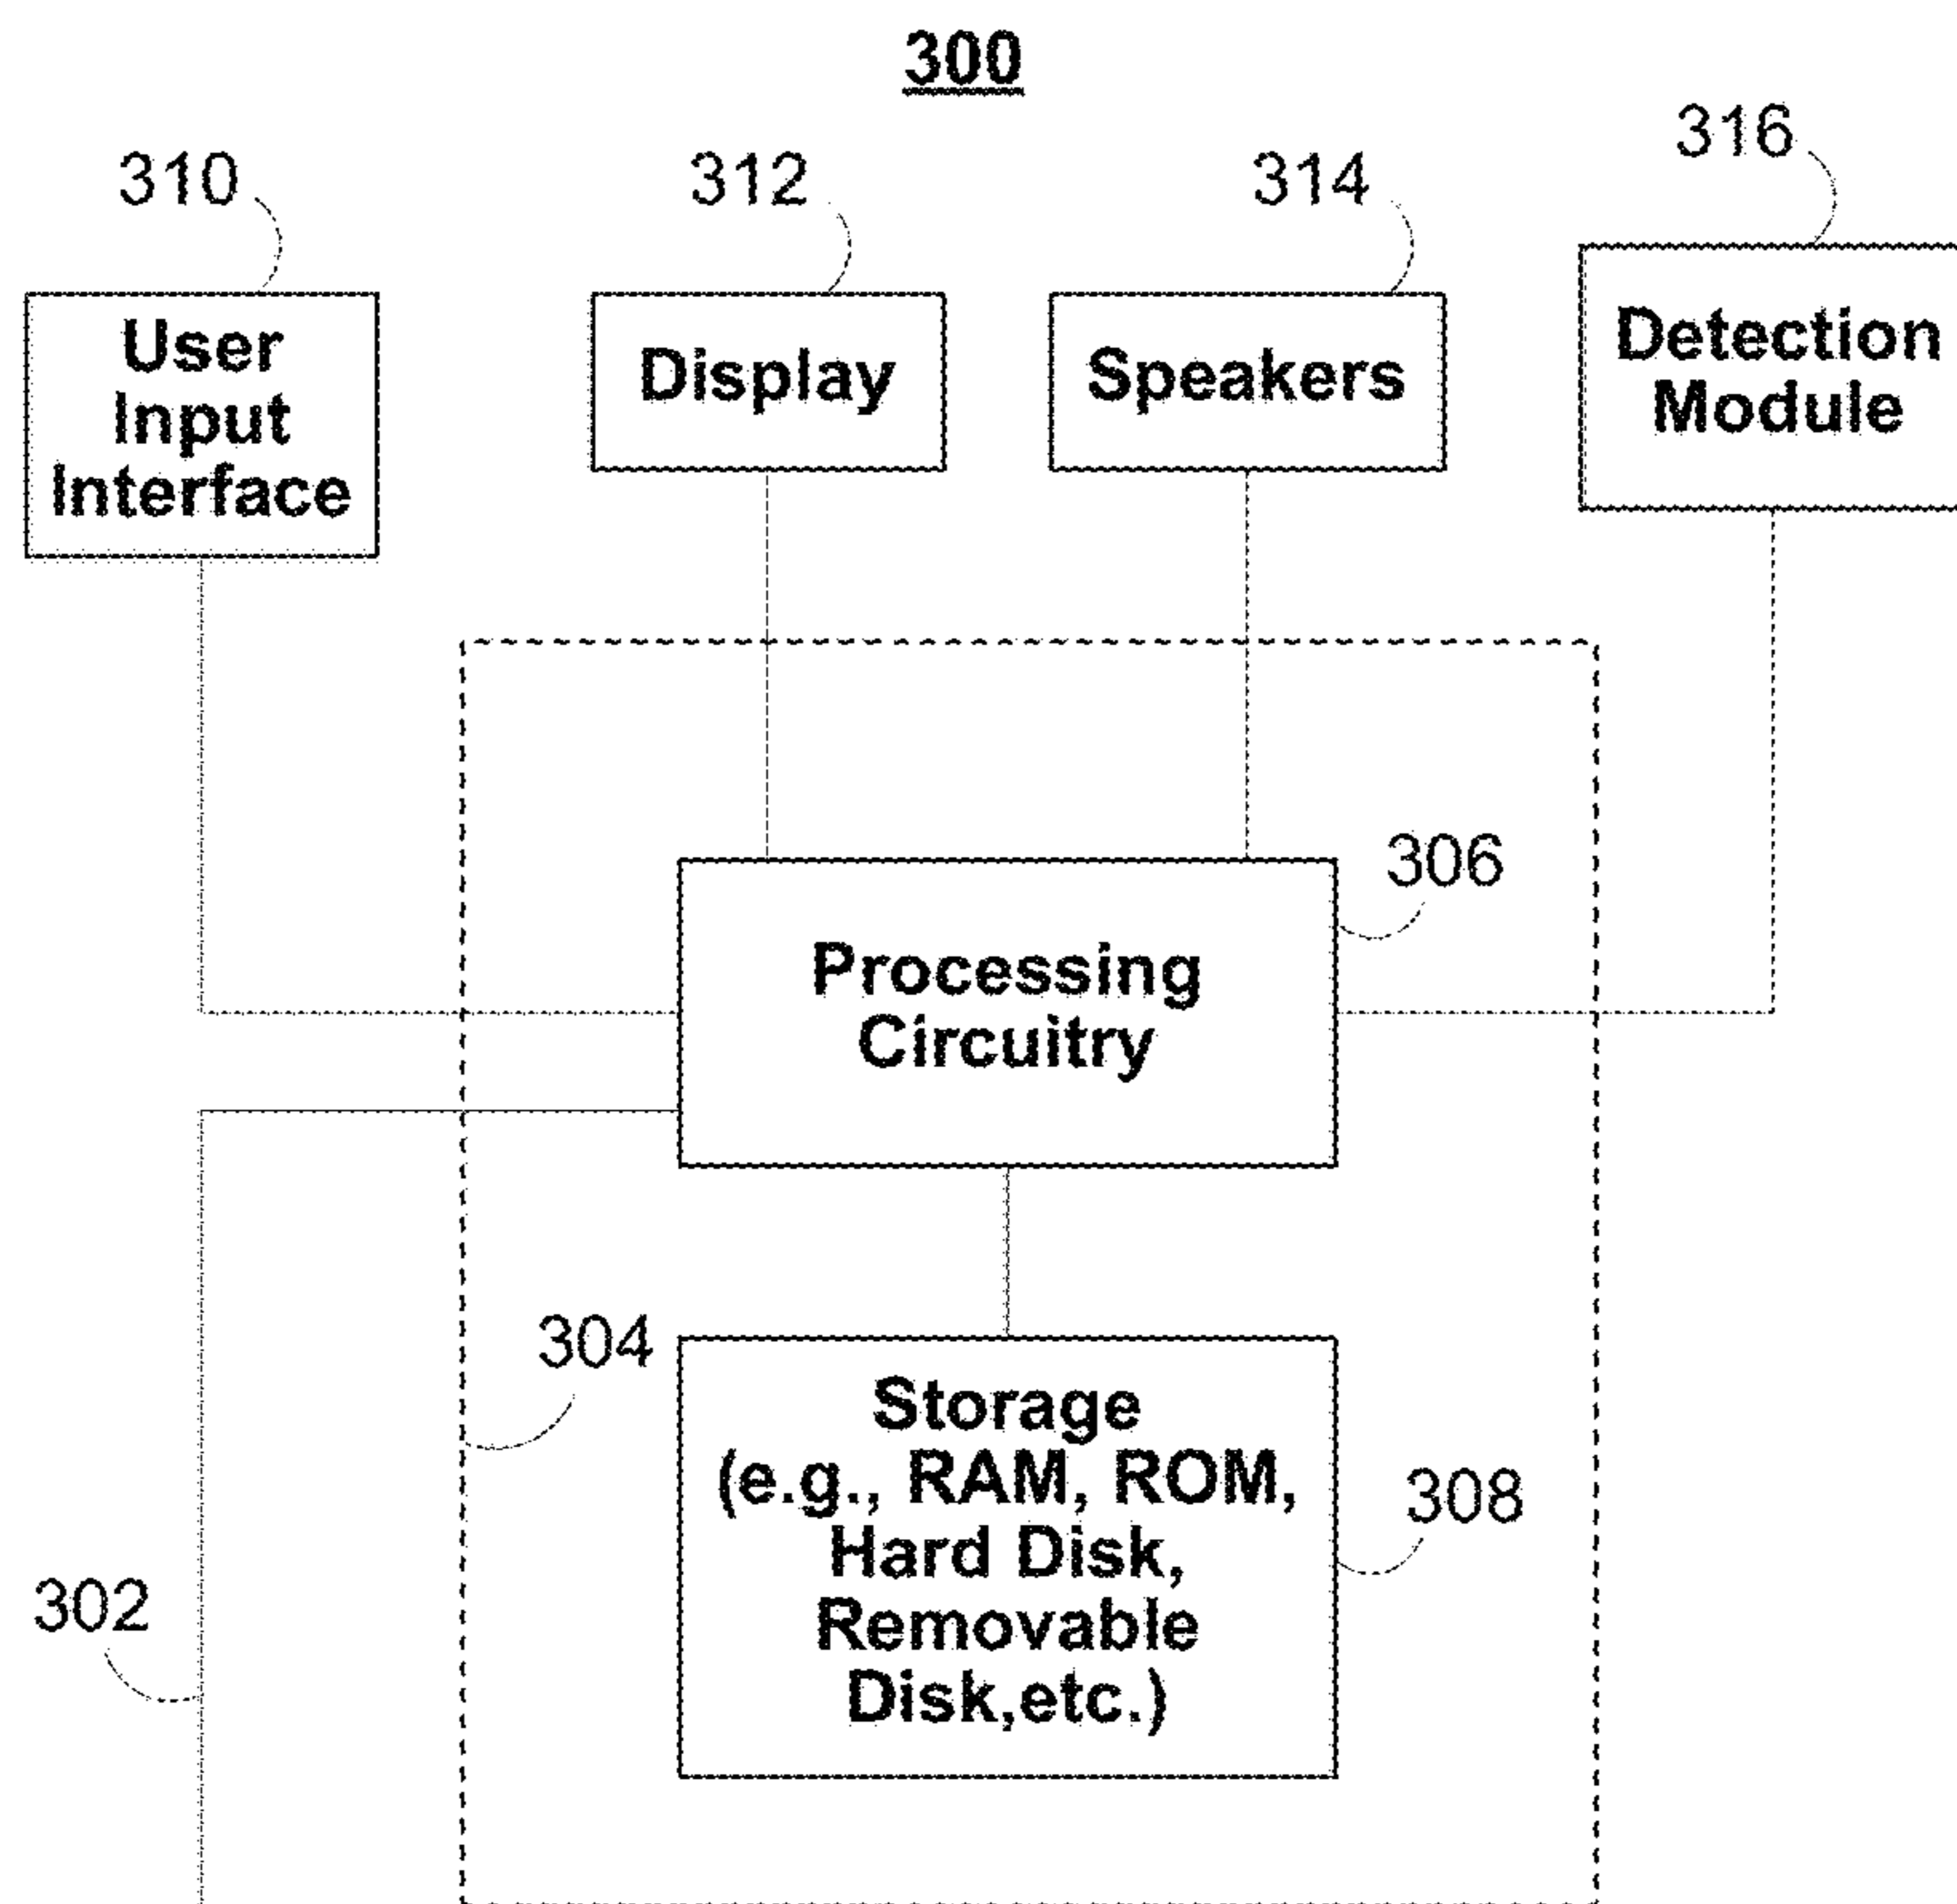 300
310
312
314
316
User
Input
Interface
Display
Speakers
Detection
Module
306
Processing
Circuitry
304
Storage
(e.g., RAM, ROM,
Hard Disk,
Removable
Disk,etc.)
308
302